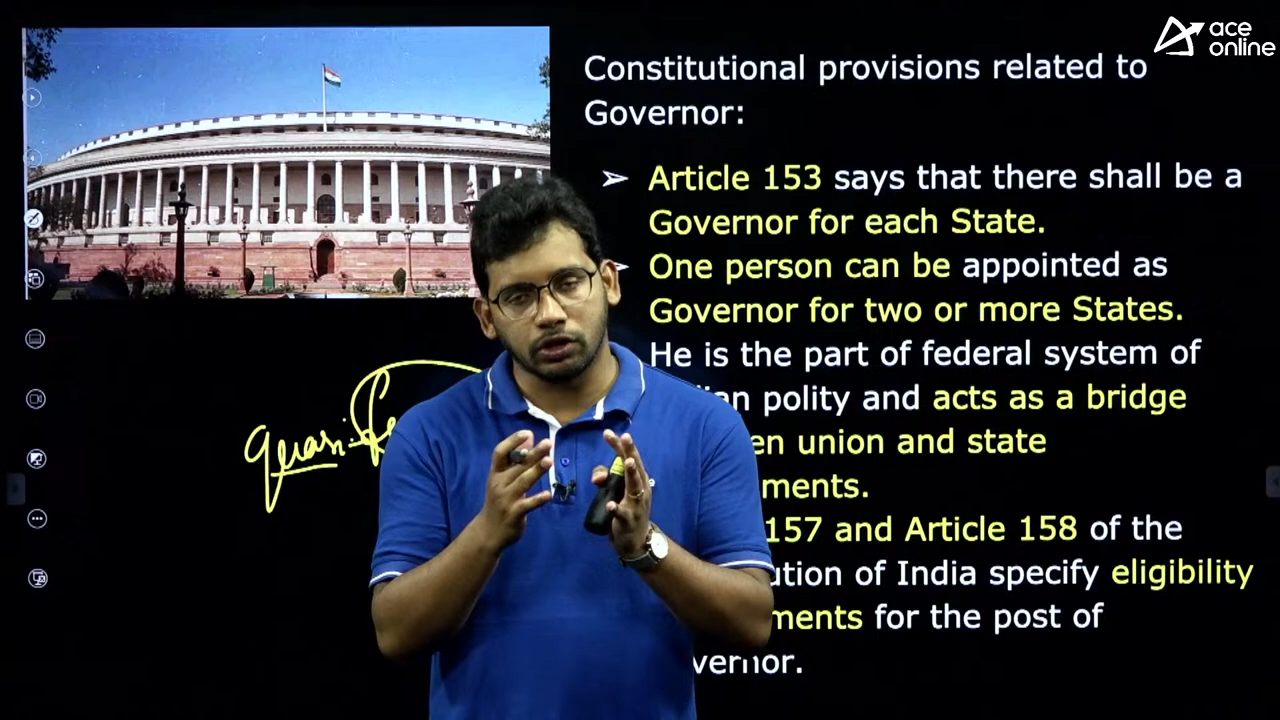 ace
online
Constitutional provisions related to
Governor:
➢ Article 153 says that there shall be a
Governor for each State.
One person can be appointed as
Governor for two or more States.
He is the part of federal system of
polity and acts as a bridge
union and state
157 and Article 158 of the
of India specify eligibility
for the post of
quasi-